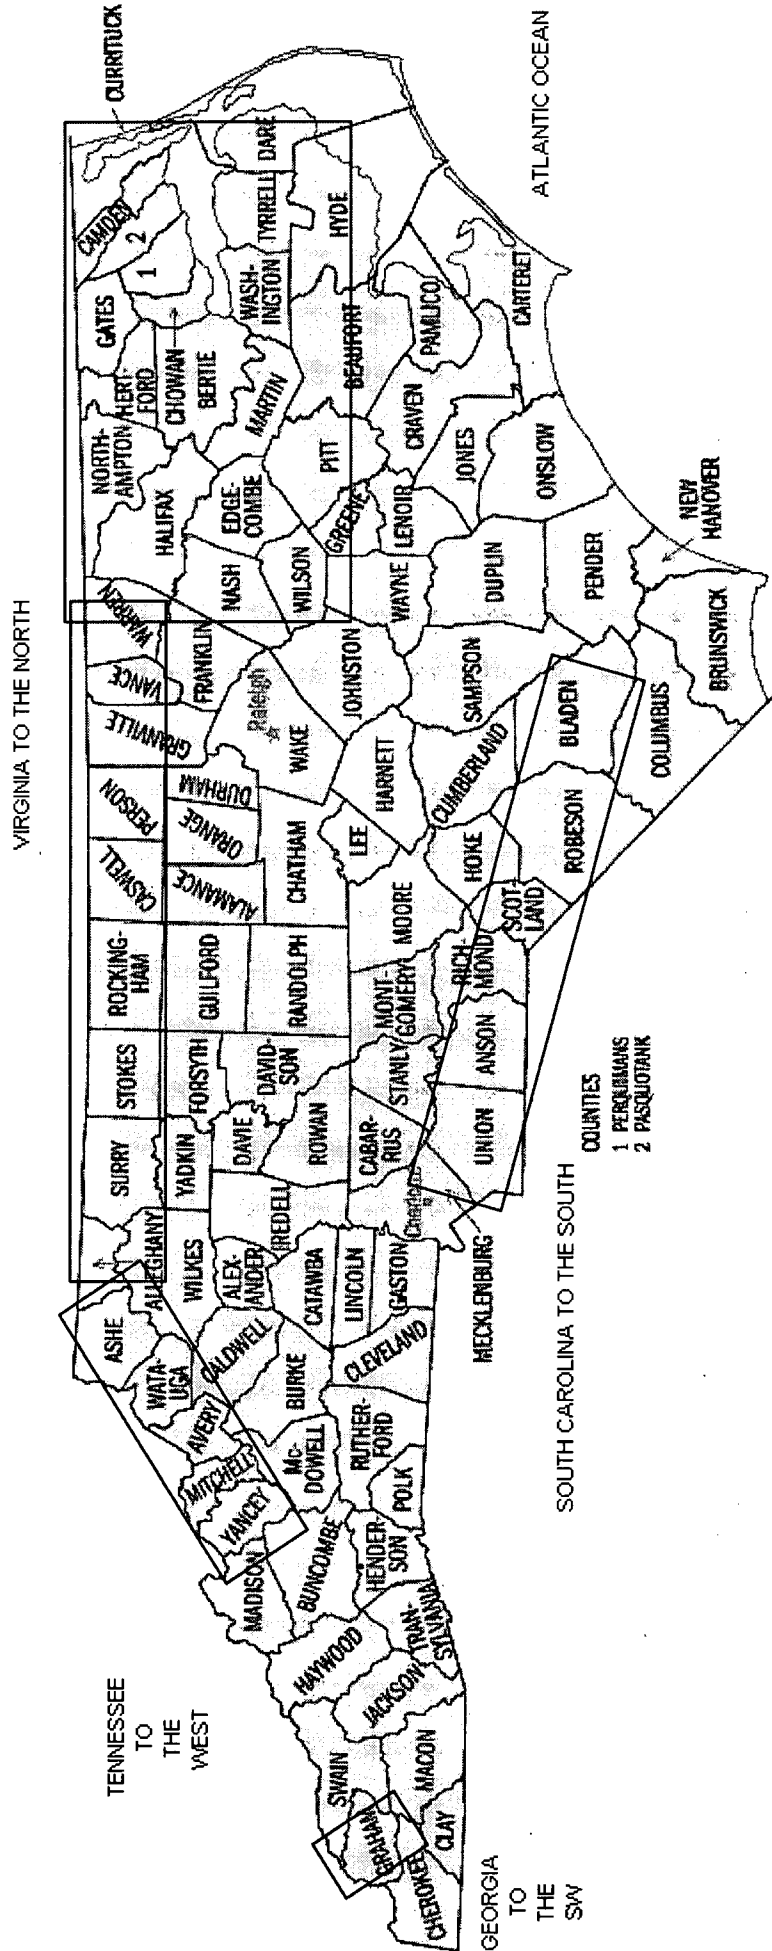 VIRGINIA TO THE NORTH
TENNESSEE
TO
THE
WEST
GEORGIA
TO
THE
SW
SOUTH CAROLINA TO THE SOUTH
ATLANTIC OCEAN
CURRITUCK
CAMDEN
2
1
GATES
HERT-
FORD
CHOWAN
BERTIE
NORTH-
AMPTON
HALIFAX
WARREN
VANCE
GRANVILLE
PERSON
CASWELL
ROCKING-
HAM
STOKES
SURRY
ALLEGHANY
ASHE
WATA-
UGA
AVERY
MITCHELL
YANCEY
MADISON
DARE
TYRRELL
WASH-
INGTON
MARTIN
EDGE-
COMBE
NASH
FRANKLIN
Raleigh
WAKE
DURHAM
ORANGE
ALAMANCE
GUILFORD
FORSYTH
YADKIN
WILKES
CALDWELL
ALEX-
ANDER
IREDELL
DAVIE
DAVID-
SON
RANDOLPH
CHATHAM
HYDE
BEAUFORT
PITT
GREENE
WILSON
JOHNSTON
LEE
HARNETT
MOORE
MONT-
GOMERY
STANLY
ROWAN
CABAR-
RUS
CATAWBA
LINCOLN
GASTON
Charlotte
BURKE
CLEVELAND
Mc-
DOWELL
RUTHER-
FORD
POLK
BUNCOMBE
HENDER-
SON
HAYWOOD
TRAN-
SYLVANIA
JACKSON
SWAIN
MACON
GRAHAM
CHEROKEE
CLAY
PAMLICO
CRAVEN
CARTERET
JONES
LENOIR
WAYNE
DUPLIN
ONSLOW
SAMPSON
CUMBERLAND
HOKE
SCOT-
LAND
RICH-
MOND
ANSON
UNION
MECKLENBURG
ROBESON
BLADEN
PENDER
NEW
HANOVER
COLUMBUS
BRUNSWICK
COUNTIES
1 PERQUIMANS
2 PASQUOTANK